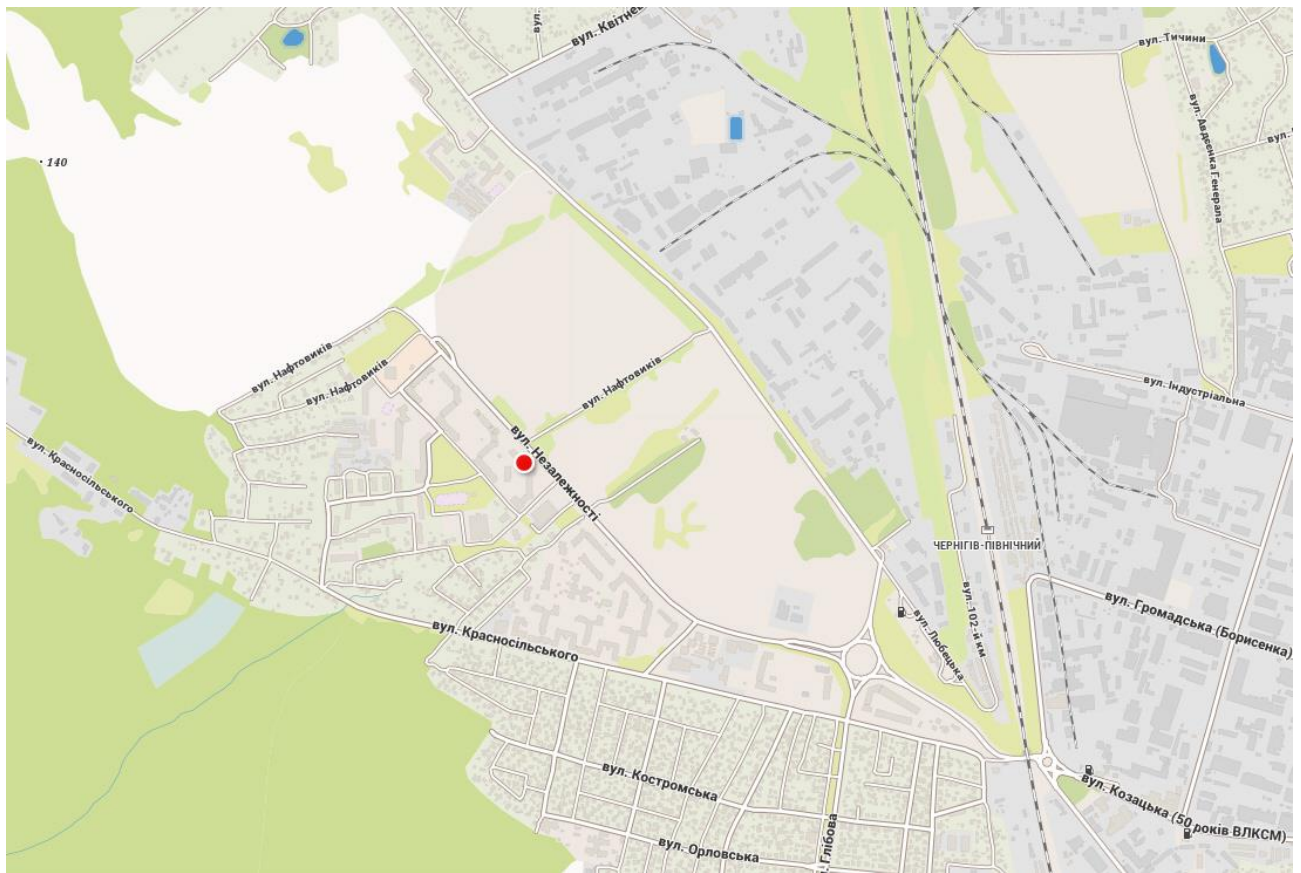 вул. Квітнев
вул.
вул. Тичини
вул. Авдєєнка Генерала
вул.
140
вул. Нафтовиків
вул. Нафтовиків
вул. Нафтовиків
вул. Індустріальна
вул. Незалежності
вул. Красносільського
ЧЕРНІГІВ-ПІВНІЧНИЙ
вул. 102-й км
вул. Любецька
вул. Громадська (Борисенка)
вул. Красносільського
вул. Костромська
вул. Козацька (50 років ВЛКСМ)
вул. Орловська
Глібова